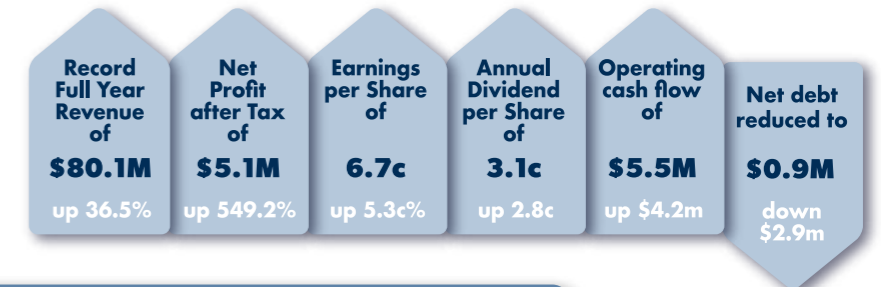 Record
Full Year
Revenue
of
$80.1M
up 36.5%
Net
Profit
after Tax
of
$5.1M
up 549.2%
Earnings
per Share
of
6.7c
up 5.3c%
Annual
Dividend
per Share
of
3.1c
up 2.8c
Operating
cash flow
of
$5.5M
up $4.2m
Net debt
reduced to
$0.9M
down
$2.9m